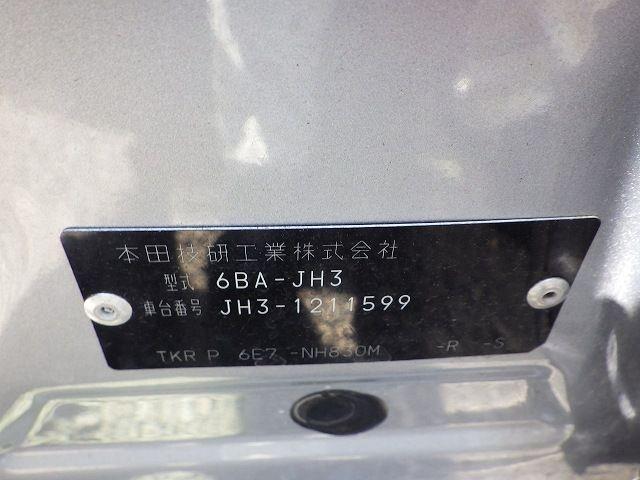 本田技研工業株式会社
型式 6BA-JH3
車台番号 JH3-1211599
TKR P 6E7 -NH830M -R -S